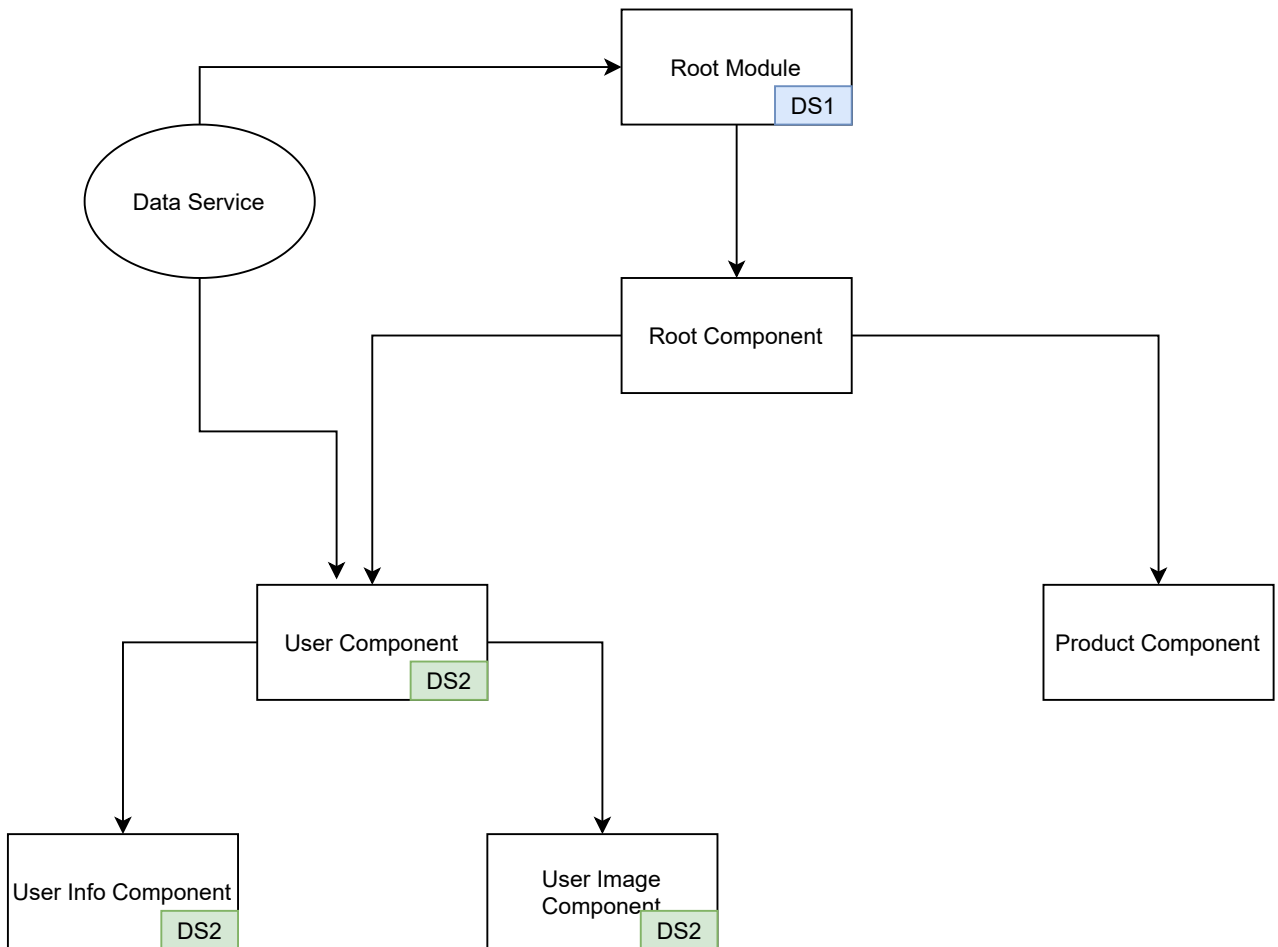 Root Module
DS1
Data Service
Root Component
User Component
DS2
Product Component
User Info Component
DS2
User Image
Component
DS2